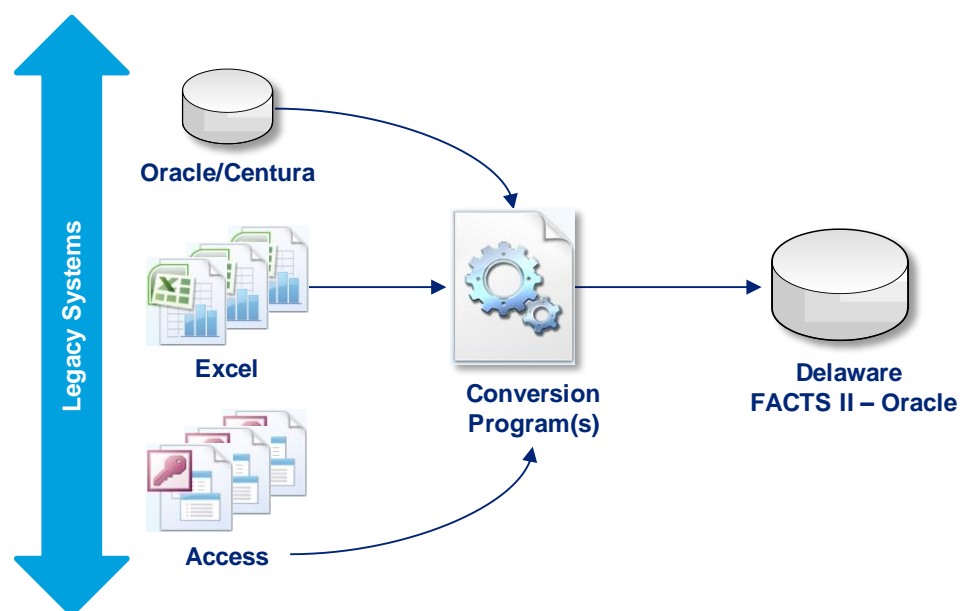 Legacy Systems
Oracle/Centura
Excel
Access
Conversion
Program(s)
Delaware
FACTS II – Oracle